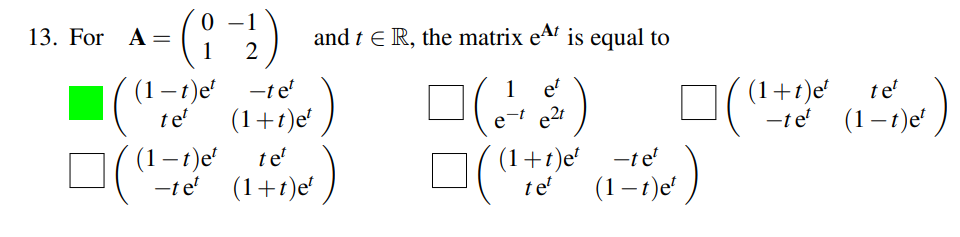 13. For A = ( 0 −1 ; 1 2 ) and t ∈ ℝ, the matrix e^{At} is equal to
( (1−t)e^t −te^t ; te^t (1+t)e^t ) ( 1 e^t ; e^{−t} e^{2t} ) ( (1+t)e^t te^t ; −te^t (1−t)e^t )
( (1−t)e^t te^t ; −te^t (1+t)e^t ) ( (1+t)e^t −te^t ; te^t (1−t)e^t )